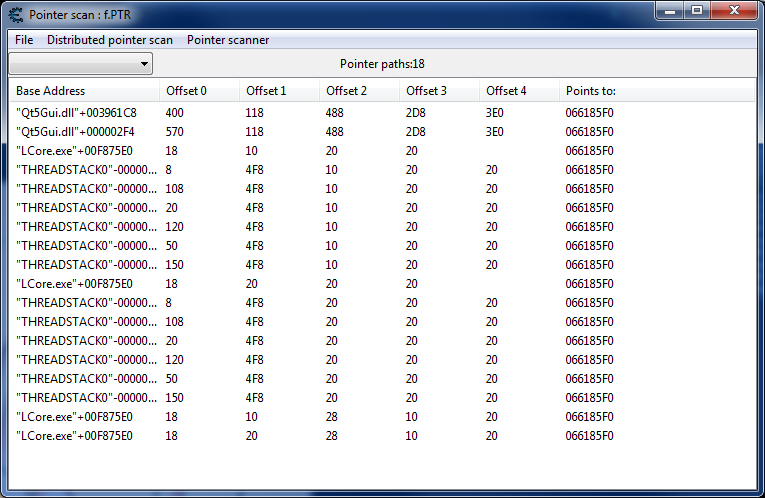 Pointer scan : f.PTR
File Distributed pointer scan Pointer scanner
Pointer paths:18
Base Address Offset 0 Offset 1 Offset 2 Offset 3 Offset 4 Points to:
"Qt5Gui.dll"+003961C8 400 118 488 2D8 3E0 066185F0
"Qt5Gui.dll"+000002F4 570 118 488 2D8 3E0 066185F0
"LCore.exe"+00F875E0 18 10 20 20 066185F0
"THREADSTACK0"-00000... 8 4F8 10 20 20 066185F0
"THREADSTACK0"-00000... 108 4F8 10 20 20 066185F0
"THREADSTACK0"-00000... 20 4F8 10 20 20 066185F0
"THREADSTACK0"-00000... 120 4F8 10 20 20 066185F0
"THREADSTACK0"-00000... 50 4F8 10 20 20 066185F0
"THREADSTACK0"-00000... 150 4F8 10 20 20 066185F0
"LCore.exe"+00F875E0 18 20 20 20 066185F0
"THREADSTACK0"-00000... 8 4F8 20 20 20 066185F0
"THREADSTACK0"-00000... 108 4F8 20 20 20 066185F0
"THREADSTACK0"-00000... 20 4F8 20 20 20 066185F0
"THREADSTACK0"-00000... 120 4F8 20 20 20 066185F0
"THREADSTACK0"-00000... 50 4F8 20 20 20 066185F0
"THREADSTACK0"-00000... 150 4F8 20 20 20 066185F0
"LCore.exe"+00F875E0 18 10 28 10 20 066185F0
"LCore.exe"+00F875E0 18 20 28 10 20 066185F0